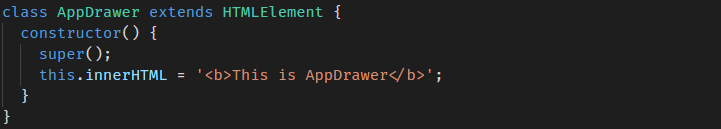 class AppDrawer extends HTMLElement {
  constructor() {
    super();
    this.innerHTML = '<b>This is AppDrawer</b>';
  }
}